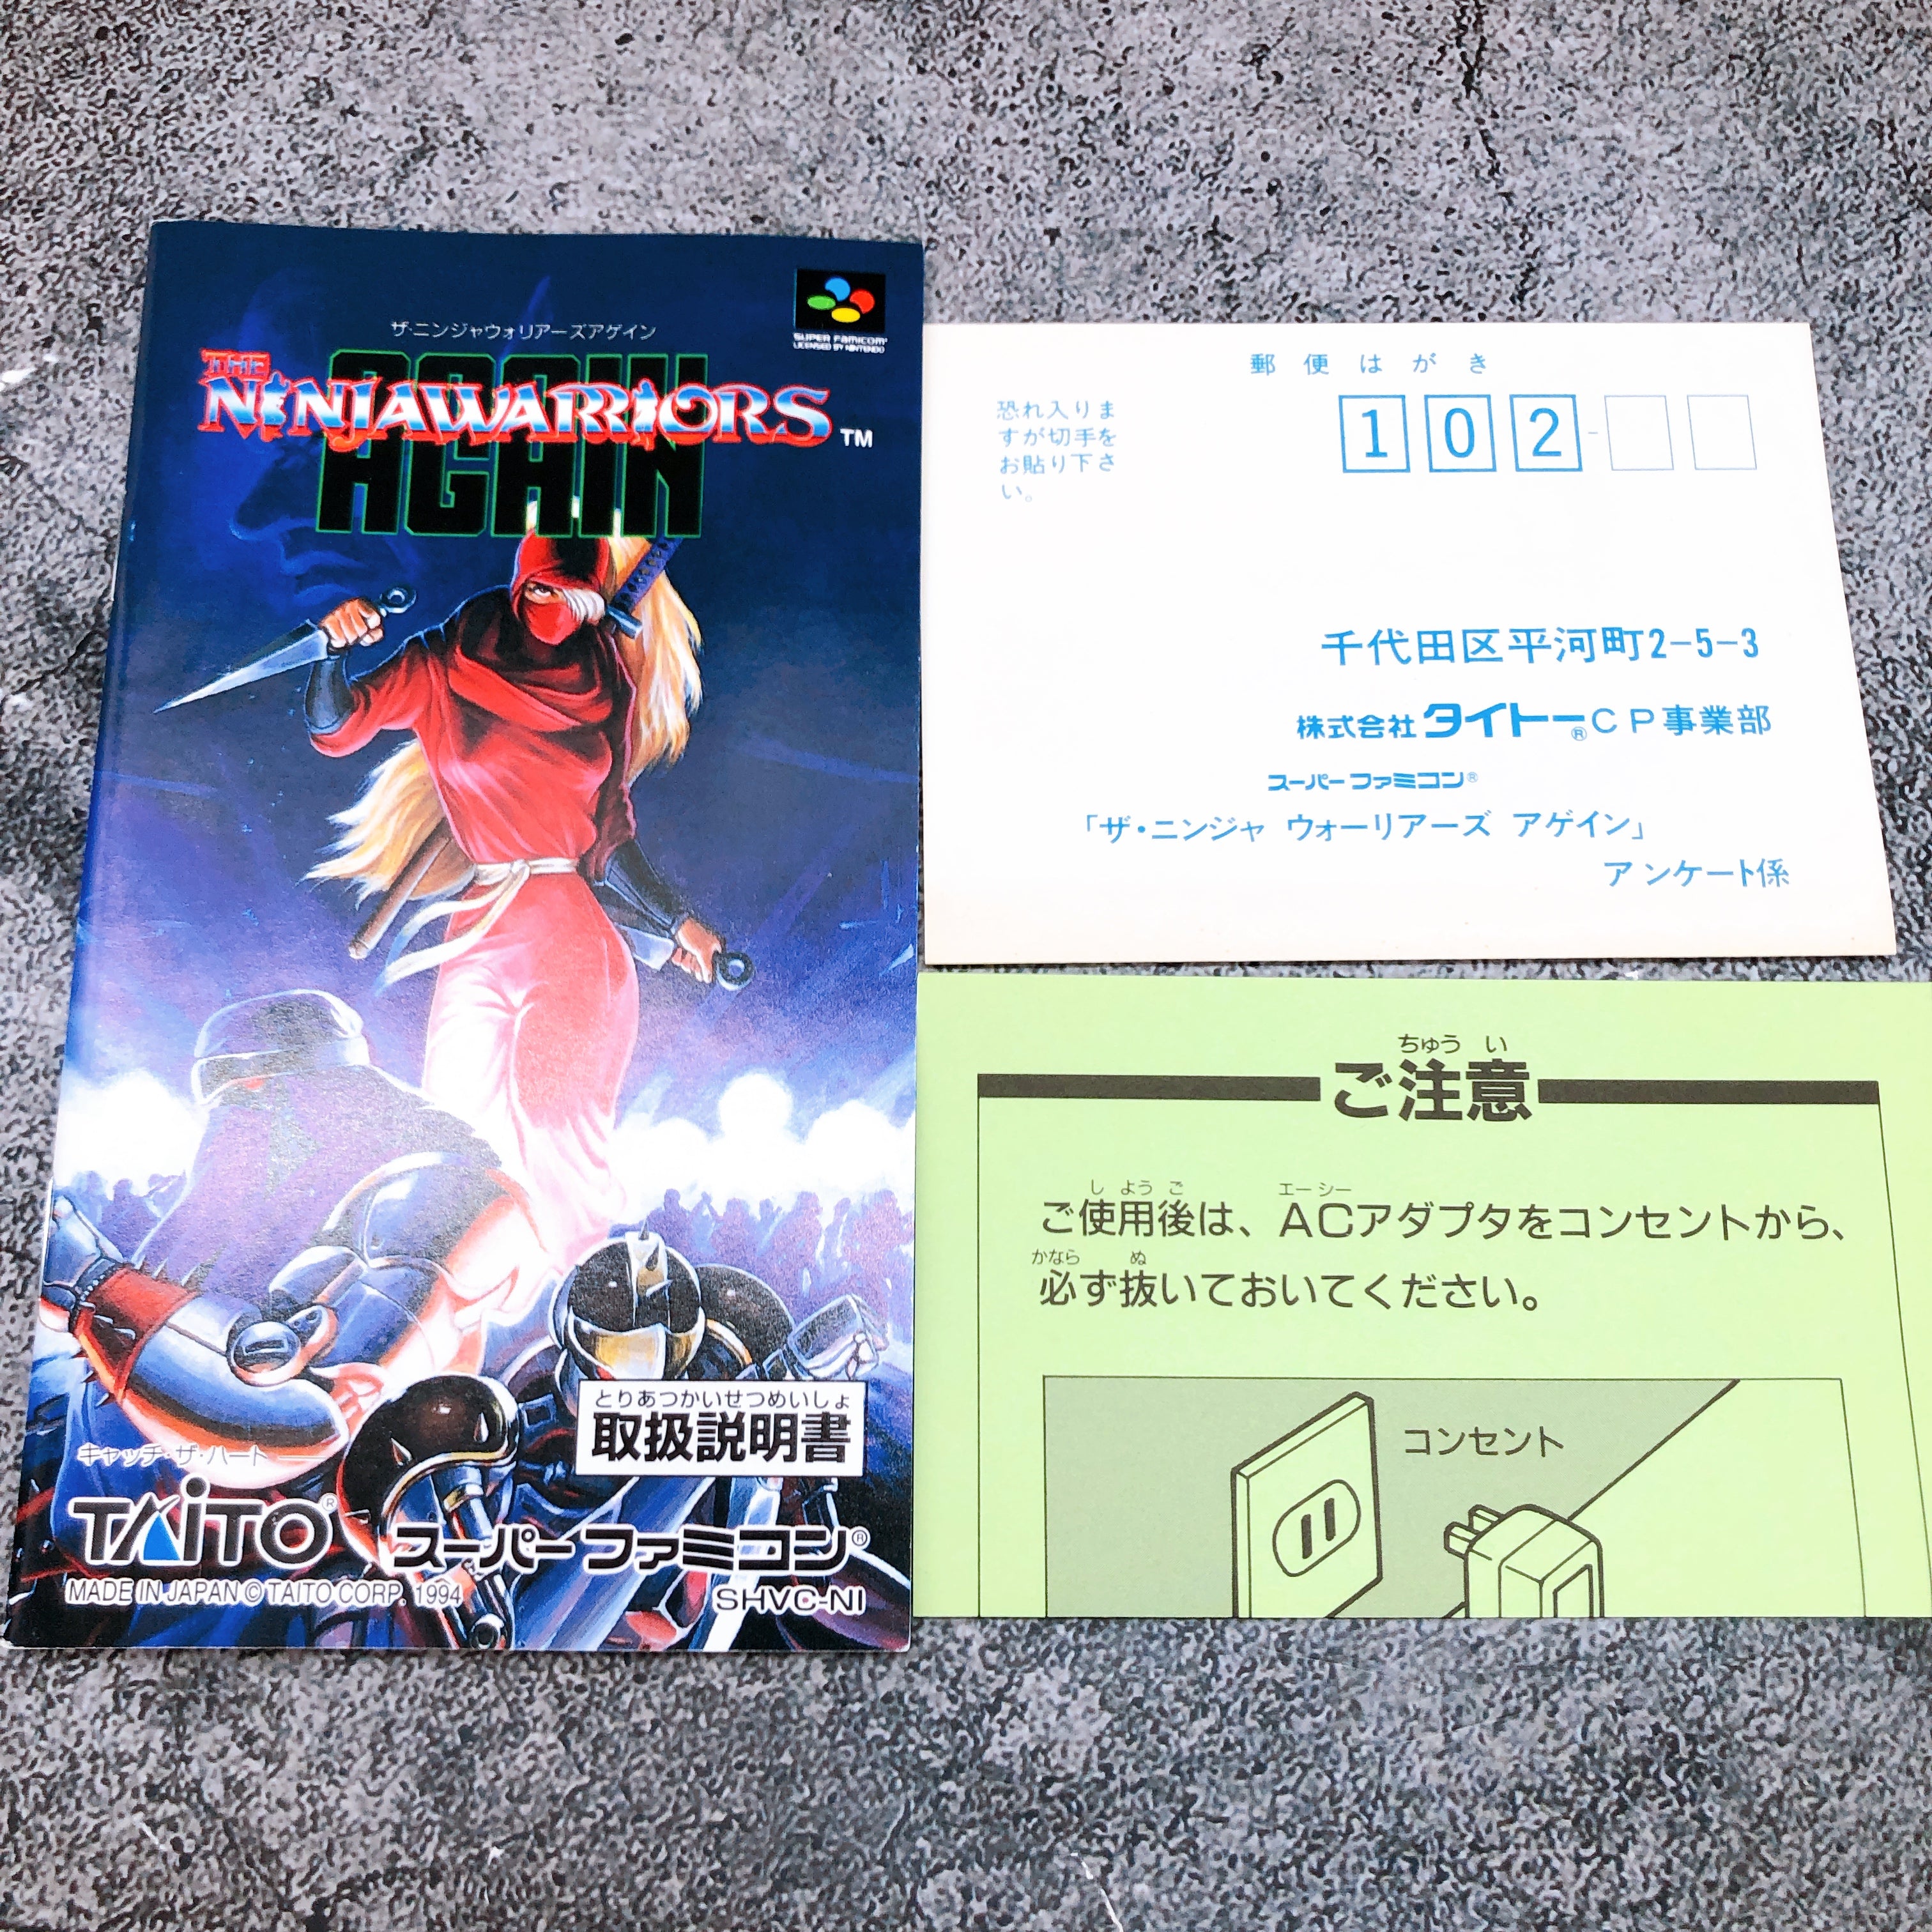 ザ・ニンジャウォリアーズアゲイン
SUPER FAMICOM
LICENSED BY NINTENDO
THE
NINJAWARRIORS™
AGAIN
とりあつかいせつめいしょ
取扱説明書
キャッチ・ザ・ハート
TAITO®
スーパーファミコン®
MADE IN JAPAN © TAITO CORP. 1994
SHVC-NI
郵便はがき
恐れ入りま
すが切手を
お貼り下さ
い。
102-
千代田区平河町2-5-3
株式会社タイトー®CP事業部
スーパーファミコン®
「ザ・ニンジャ ウォーリアーズ アゲイン」
アンケート係
ちゅうい
ご注意
しようご エーシー
ご使用後は、ACアダプタをコンセントから、
かなら ぬ
必ず抜いておいてください。
コンセント